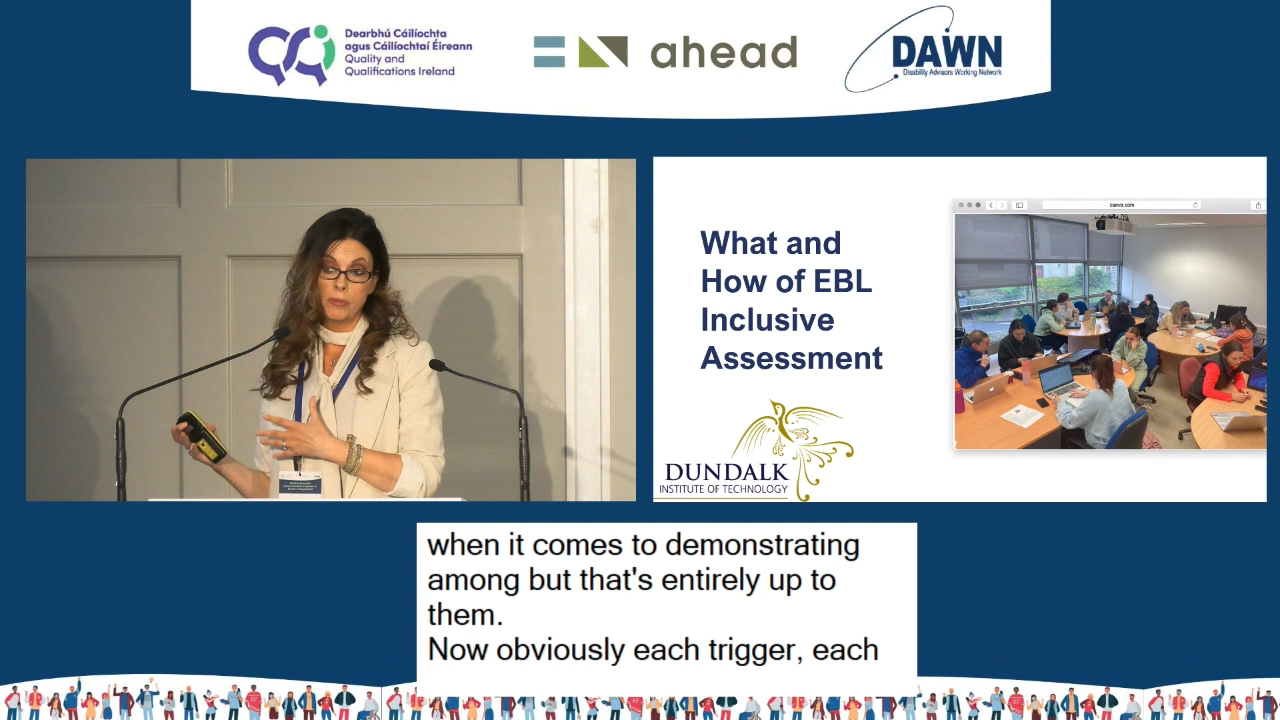 Dearbhú Cáilíochta
agus Cáilíochtaí Éireann
Quality and
Qualifications Ireland
ahead
DAWN
Disability Advisors Working Network
What and
How of EBL
Inclusive
Assessment
canva.com
DUNDALK
INSTITUTE OF TECHNOLOGY
when it comes to demonstrating
among but that's entirely up to
them.
Now obviously each trigger, each